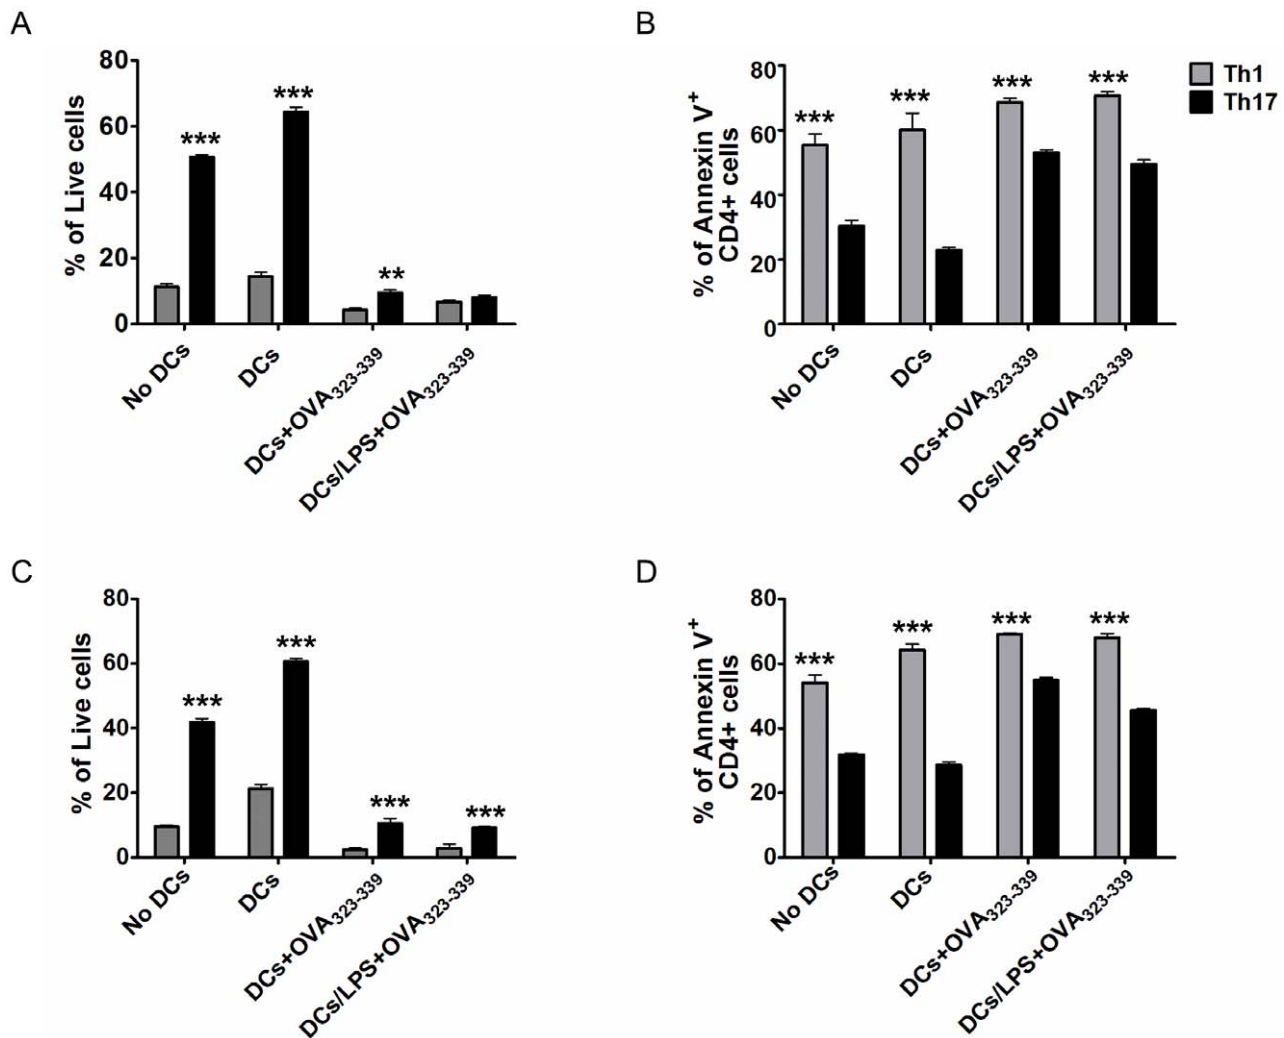 A
80
60
40
20
0
% of Live cells
***
***
**
No DCs
DCs
DCs+OVA323-339
DCs/LPS+OVA323-339
B
80
60
40
20
0
% of Annexin V+
CD4+ cells
***
***
***
***
No DCs
DCs
DCs+OVA323-339
DCs/LPS+OVA323-339
Th1
Th17
C
80
60
40
20
0
% of Live cells
***
***
***
***
No DCs
DCs
DCs+OVA323-339
DCs/LPS+OVA323-339
D
80
60
40
20
0
% of Annexin V+
CD4+ cells
***
***
***
***
No DCs
DCs
DCs+OVA323-339
DCs/LPS+OVA323-339